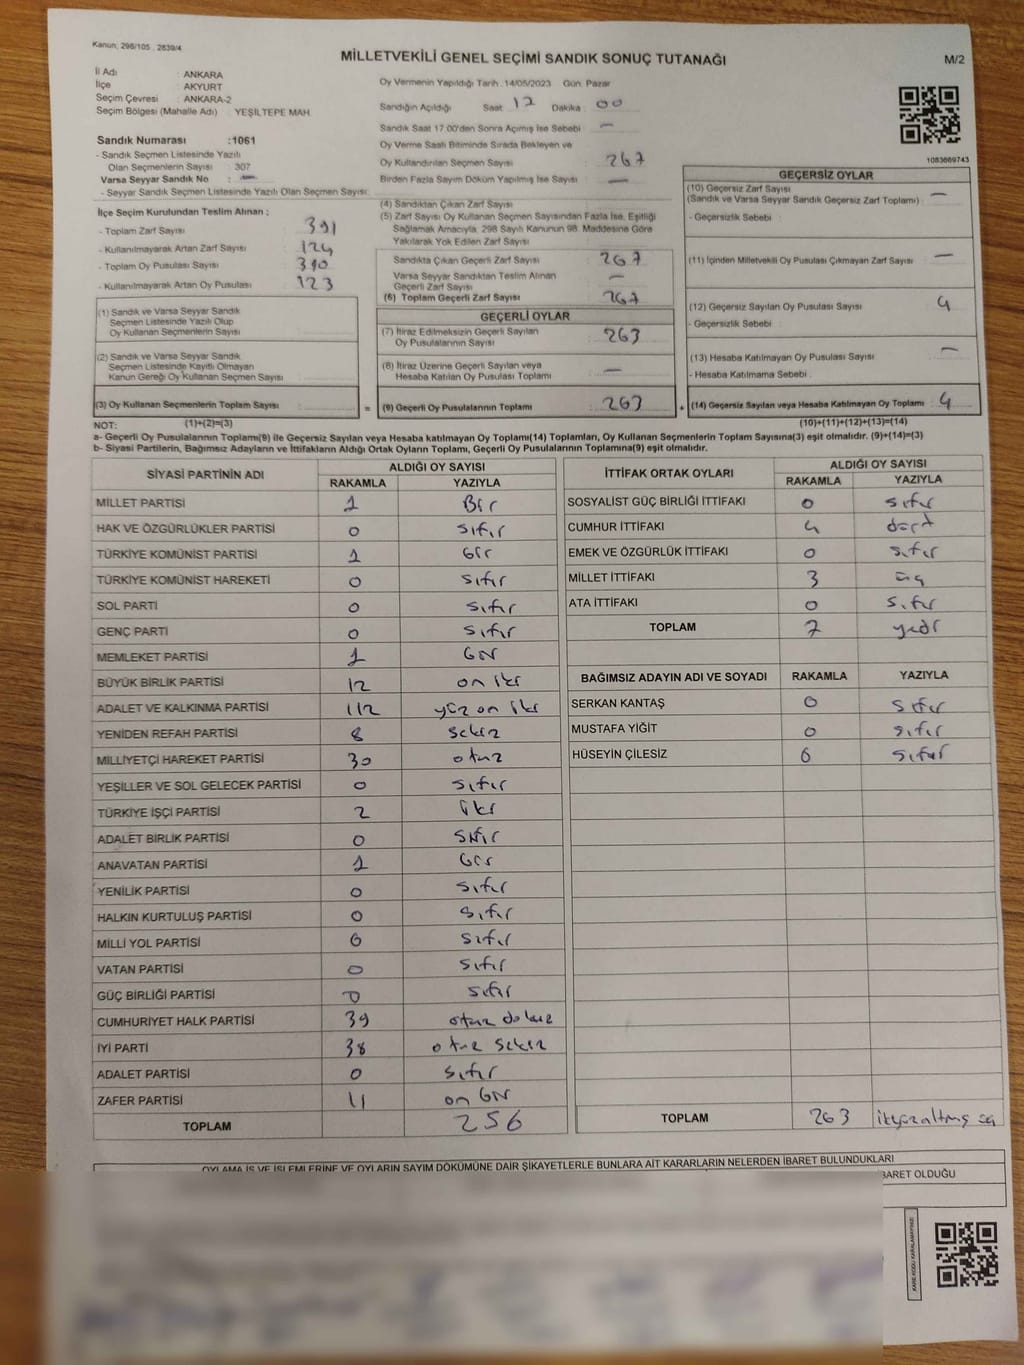 Kanun; 298/105 , 2839/4
MİLLETVEKİLİ GENEL SEÇİMİ SANDIK SONUÇ TUTANAĞI
M/2
İl Adı : ANKARA
İlçe : AKYURT
Seçim Çevresi : ANKARA-2
Seçim Bölgesi (Mahalle Adı) : YEŞİLTEPE MAH
Sandık Numarası :1061
- Sandık Seçmen Listesinde Yazılı
Olan Seçmenlerin Sayısı : 307
Varsa Seyyar Sandık No : —
- Seyyar Sandık Seçmen Listesinde Yazılı Olan Seçmen Sayısı:
Oy Vermenin Yapıldığı Tarih : 14/05/2023 Gün : Pazar
Sandığın Açıldığı Saat : 17 Dakika : 00
Sandık Saat 17.00'den Sonra Açılmış İse Sebebi : —
Oy Verme Saati Bitiminde Sırada Bekleyen ve
Oy Kullandırılan Seçmen Sayısı : 267
Birden Fazla Sayım Döküm Yapılmış İse Sayısı : —
1083669743
İlçe Seçim Kurulundan Teslim Alınan ;
- Toplam Zarf Sayısı : 391
- Kullanılmayarak Artan Zarf Sayısı : 124
- Toplam Oy Pusulası Sayısı : 390
- Kullanılmayarak Artan Oy Pusulası : 123
(1) Sandık ve Varsa Seyyar Sandık
Seçmen Listesinde Yazılı Olup
Oy Kullanan Seçmenlerin Sayısı :
(2) Sandık ve Varsa Seyyar Sandık
Seçmen Listesinde Kayıtlı Olmayan
Kanun Gereği Oy Kullanan Seçmen Sayısı :
(3) Oy Kullanan Seçmenlerin Toplam Sayısı :
(1)+(2)=(3)
(4) Sandıktan Çıkan Zarf Sayısı :
(5) Zarf Sayısı Oy Kullanan Seçmen Sayısından Fazla İse, Eşitliği
Sağlamak Amacıyla, 298 Sayılı Kanunun 98. Maddesine Göre
Yakılarak Yok Edilen Zarf Sayısı :
Sandıkta Çıkan Geçerli Zarf Sayısı : 267
Varsa Seyyar Sandıktan Teslim Alınan
Geçerli Zarf Sayısı : —
(6) Toplam Geçerli Zarf Sayısı : 267
GEÇERLİ OYLAR
(7) İtiraz Edilmeksizin Geçerli Sayılan
Oy Pusulalarının Sayısı : 263
(8) İtiraz Üzerine Geçerli Sayılan veya
Hesaba Katılan Oy Pusulası Toplamı : —
= (9) Geçerli Oy Pusulalarının Toplamı : 263
GEÇERSİZ OYLAR
(10) Geçersiz Zarf Sayısı
(Sandık ve Varsa Seyyar Sandık Geçersiz Zarf Toplamı) : —
- Geçersizlik Sebebi :
(11) İçinden Milletvekili Oy Pusulası Çıkmayan Zarf Sayısı : —
(12) Geçersiz Sayılan Oy Pusulası Sayısı : 4
- Geçersizlik Sebebi :
(13) Hesaba Katılmayan Oy Pusulası Sayısı : —
- Hesaba Katılmama Sebebi :
+ (14) Geçersiz Sayılan veya Hesaba Katılmayan Oy Toplamı : 4
(10)+(11)+(12)+(13)=(14)
NOT:
a- Geçerli Oy Pusulasının Toplamı(9) ile Geçersiz Sayılan veya Hesaba katılmayan Oy Toplamı(14) Toplamları, Oy Kullanan Seçmenlerin Toplam Sayısına(3) eşit olmalıdır. (9)+(14)=(3)
b- Siyasi Partilerin, Bağımsız Adayların ve İttifakların Aldığı Ortak Oyların Toplamı, Geçerli Oy Pusulalarının Toplamına(9) eşit olmalıdır.
SİYASİ PARTİNİN ADI ALDIĞI OY SAYISI
RAKAMLA YAZIYLA
MİLLET PARTİSİ 1 Bir
HAK VE ÖZGÜRLÜKLER PARTİSİ 0 sıfır
TÜRKİYE KOMÜNİST PARTİSİ 1 bir
TÜRKİYE KOMÜNİST HAREKETİ 0 sıfır
SOL PARTİ 0 sıfır
GENÇ PARTİ 0 sıfır
MEMLEKET PARTİSİ 1 bir
BÜYÜK BİRLİK PARTİSİ 12 on iki
ADALET VE KALKINMA PARTİSİ 112 yüz on iki
YENİDEN REFAH PARTİSİ 8 sekiz
MİLLİYETÇİ HAREKET PARTİSİ 30 otuz
YEŞİLLER VE SOL GELECEK PARTİSİ 0 sıfır
TÜRKİYE İŞÇİ PARTİSİ 2 iki
ADALET BİRLİK PARTİSİ 0 sıfır
ANAVATAN PARTİSİ 1 bir
YENİLİK PARTİSİ 0 sıfır
HALKIN KURTULUŞ PARTİSİ 0 sıfır
MİLLİ YOL PARTİSİ 0 sıfır
VATAN PARTİSİ 0 sıfır
GÜÇ BİRLİĞİ PARTİSİ 0 sıfır
CUMHURİYET HALK PARTİSİ 39 otuz dokuz
İYİ PARTİ 38 otuz sekiz
ADALET PARTİSİ 0 sıfır
ZAFER PARTİSİ 11 on bir
TOPLAM 256
İTTİFAK ORTAK OYLARI ALDIĞI OY SAYISI
RAKAMLA YAZIYLA
SOSYALİST GÜÇ BİRLİĞİ İTTİFAKI 0 sıfır
CUMHUR İTTİFAKI 4 dört
EMEK VE ÖZGÜRLÜK İTTİFAKI 0 sıfır
MİLLET İTTİFAKI 3 üç
ATA İTTİFAKI 0 sıfır
TOPLAM 7 yedi
BAĞIMSIZ ADAYIN ADI VE SOYADI RAKAMLA YAZIYLA
SERKAN KANTAŞ 0 sıfır
MUSTAFA YİĞİT 0 sıfır
HÜSEYİN ÇİLESİZ 0 sıfır
TOPLAM 263 ikiyüzaltmış üç
OYLAMA İŞ VE İŞLEMLERİNE VE OYLARIN SAYIM DÖKÜMÜNE DAİR ŞİKAYETLERLE BUNLARA AİT KARARLARIN NELERDEN İBARET BULUNDUKLARI
BARET OLDUĞU
KARE KODU KARALAMAYINIZ!